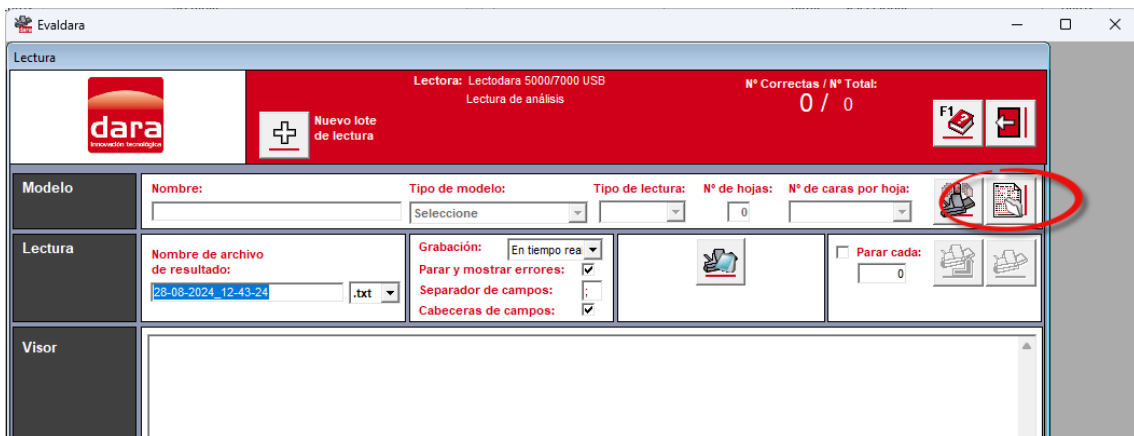 Evaldara
Lectura
dara
innovación tecnológica
Nuevo lote
de lectura
Lectora: Lectodara 5000/7000 USB
Lectura de análisis
Nº Correctas / Nº Total:
0 / 0
F1
Modelo
Nombre:
Tipo de modelo:
Seleccione
Tipo de lectura:
Nº de hojas:
0
Nº de caras por hoja:
Lectura
Nombre de archivo
de resultado:
28-08-2024_12-43-24
.txt
Grabación:
En tiempo rea
Parar y mostrar errores:
Separador de campos:
;
Cabeceras de campos:
Parar cada:
0
Visor